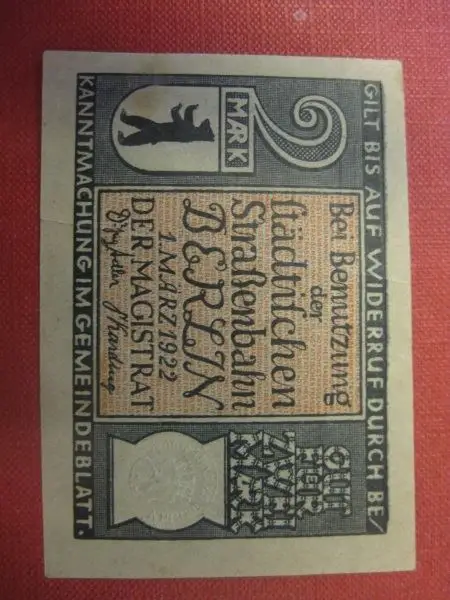 GILT BIS AUF WIDERRUF DURCH BE/
KANNTMACHUNG IM GEMEINDEBLATT.
2
MARK
Bei Benutzung
der
städtischen
Straßenbahn
BERLIN
1. MÄRZ 1922
DER MAGISTRAT
GUT
FÜR
ZWEI
MARK